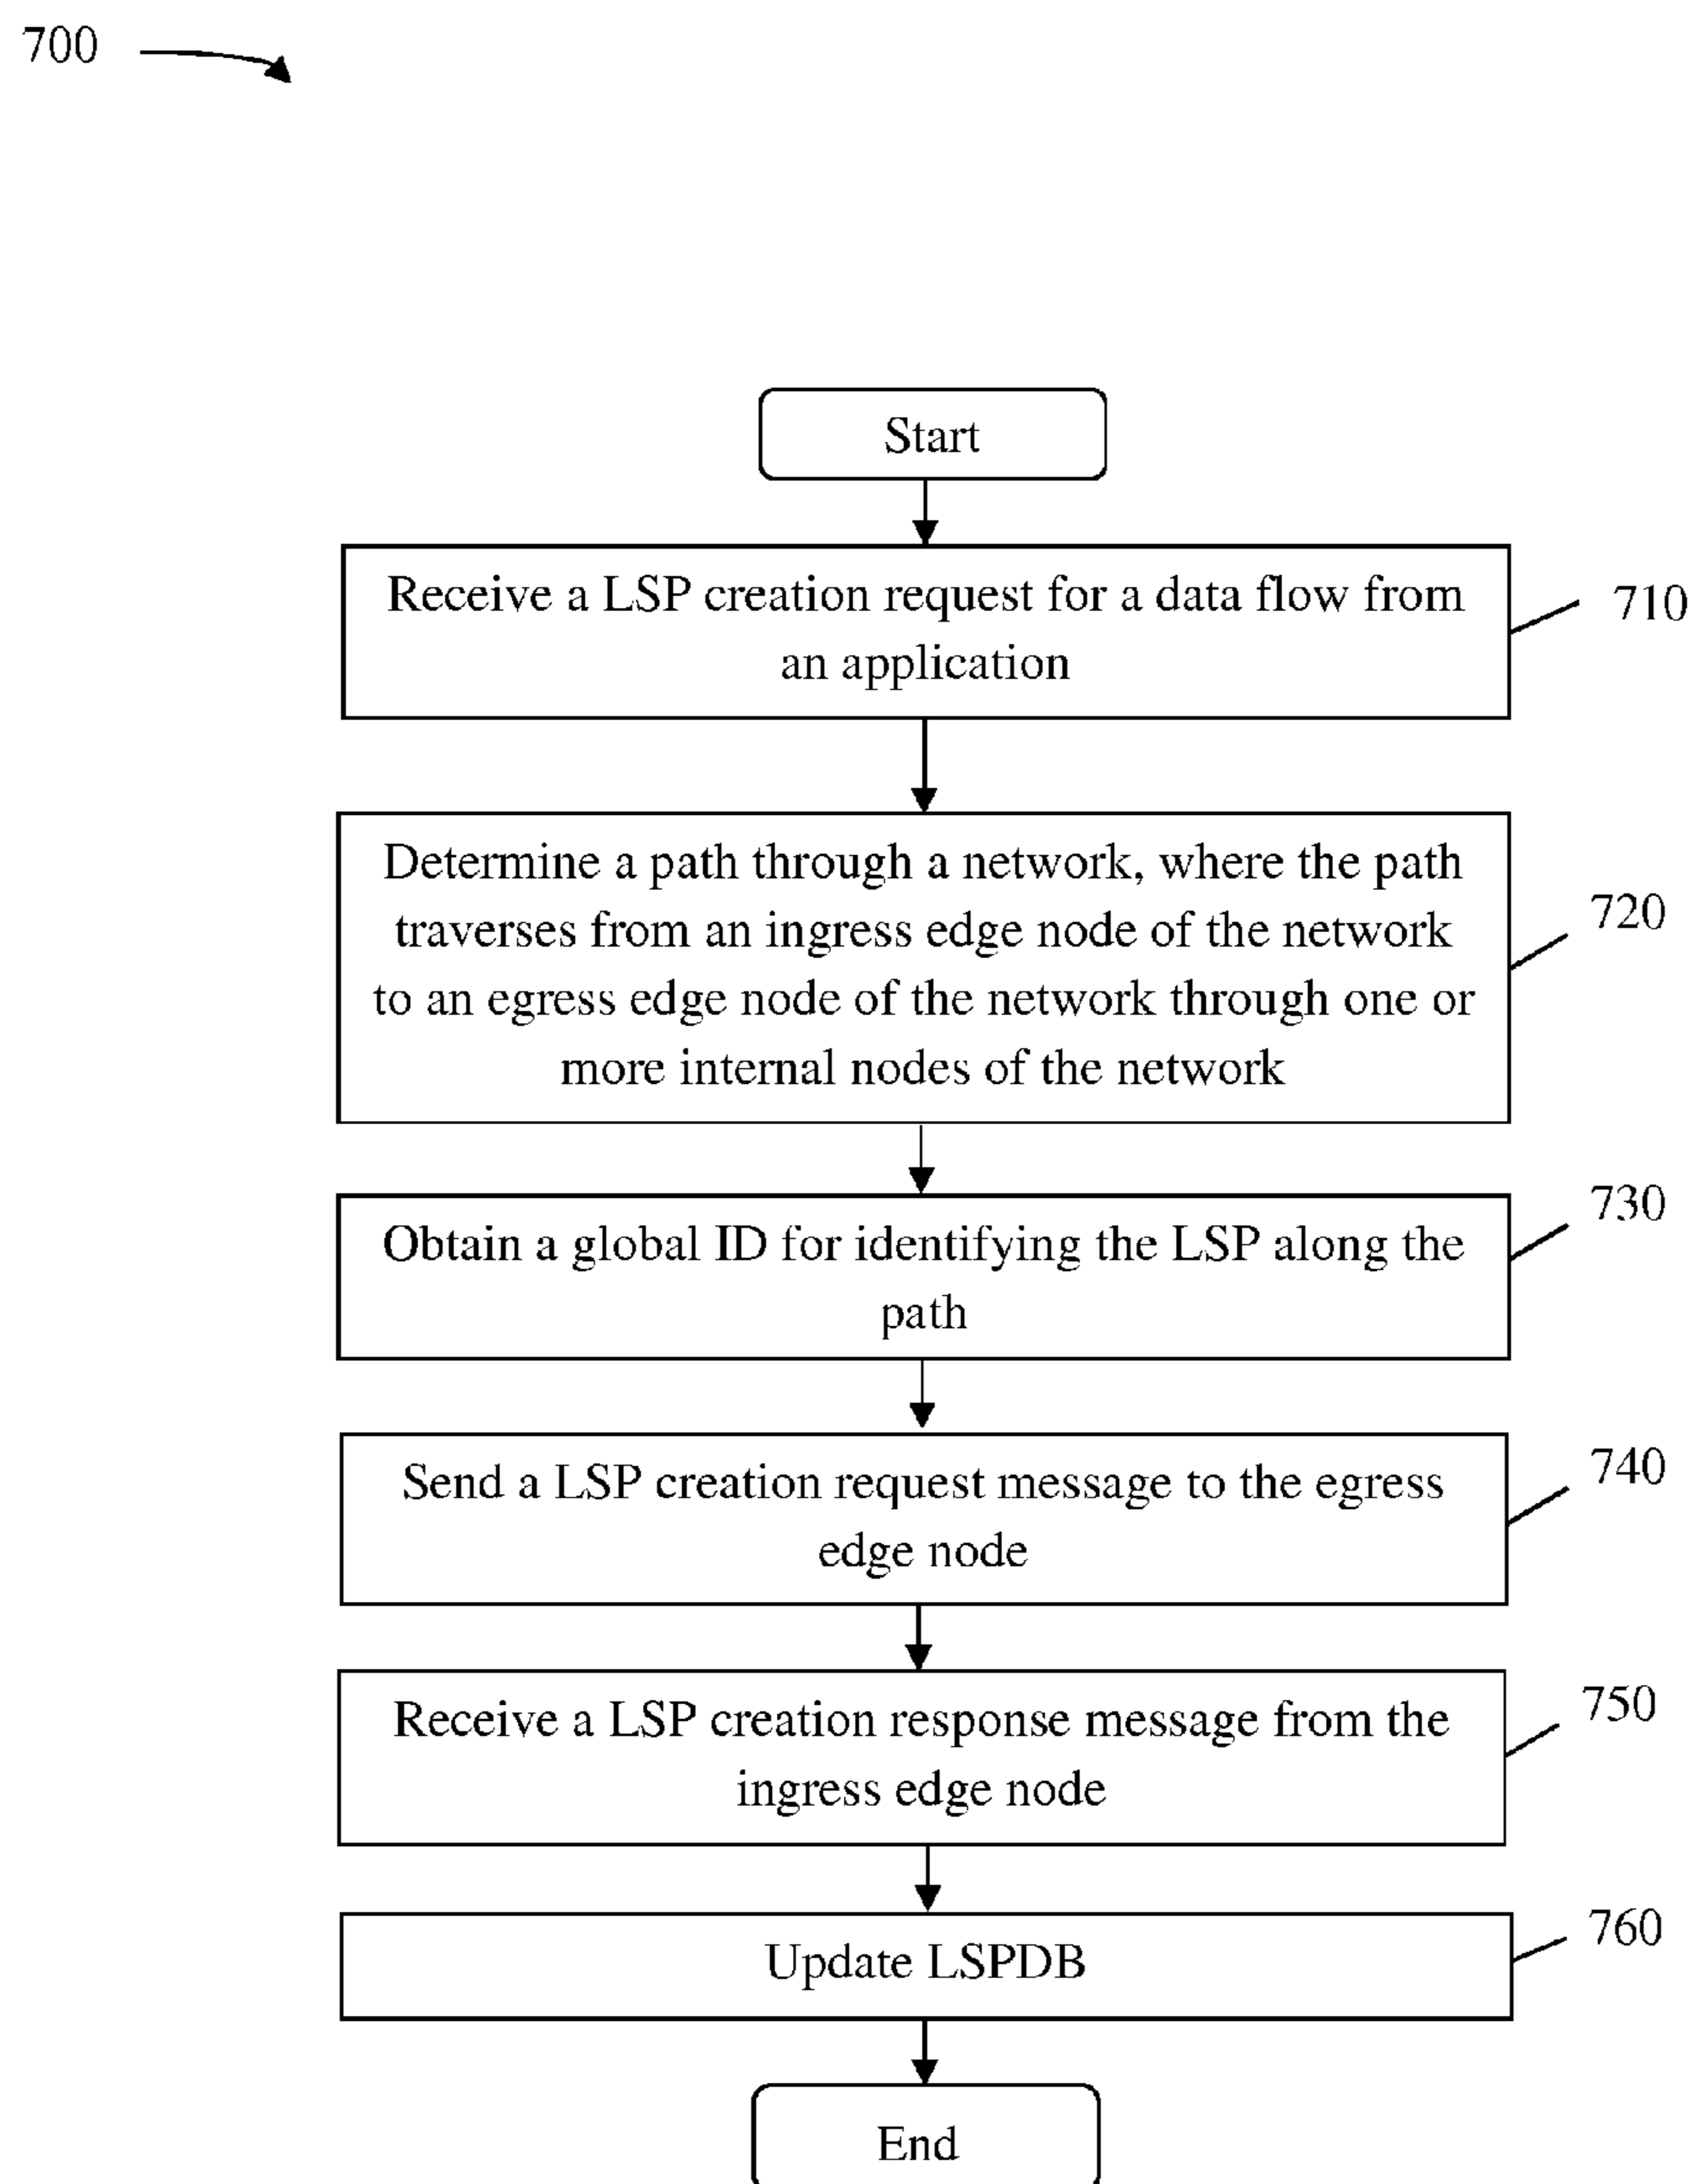 700
Start
Receive a LSP creation request for a data flow from
an application
710
Determine a path through a network, where the path
traverses from an ingress edge node of the network
to an egress edge node of the network through one or
more internal nodes of the network
720
Obtain a global ID for identifying the LSP along the
path
730
Send a LSP creation request message to the egress
edge node
740
Receive a LSP creation response message from the
ingress edge node
750
Update LSPDB
760
End